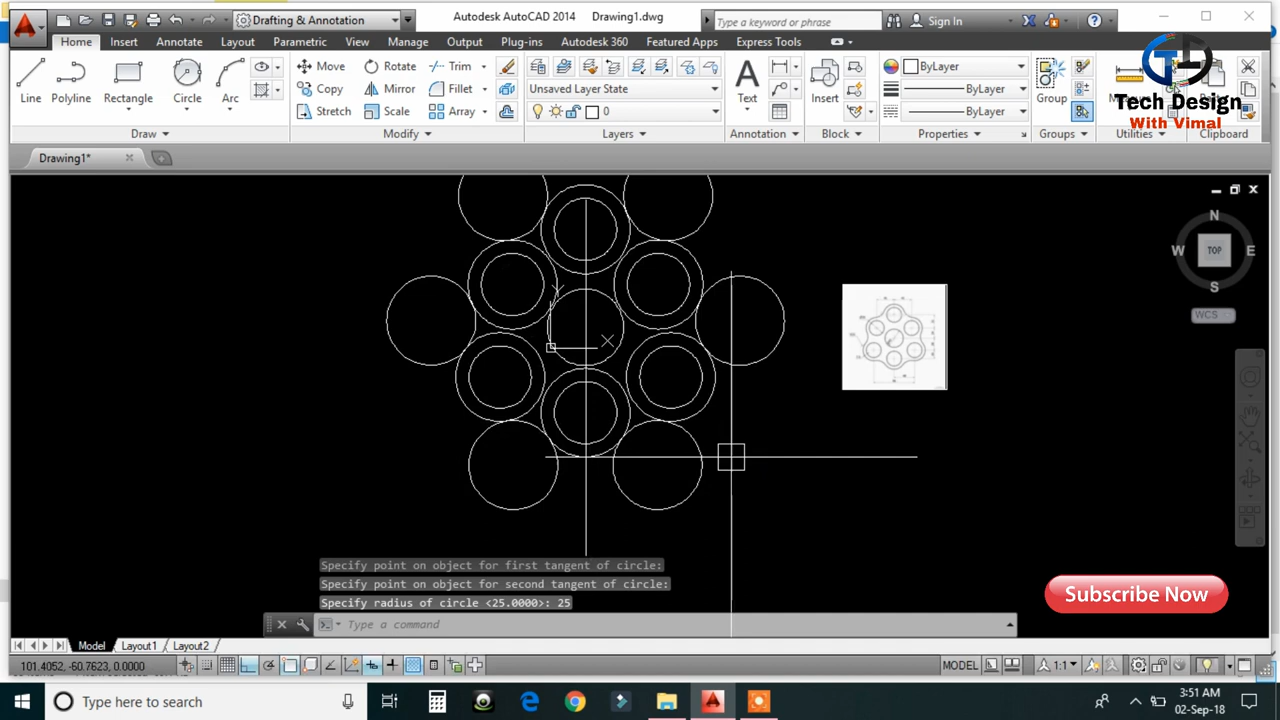 Autodesk AutoCAD 2014 Drawing1.dwg
Drafting & Annotation
Type a keyword or phrase
Sign In
Home Insert Annotate Layout Parametric View Manage Output Plug-ins Autodesk 360 Featured Apps Express Tools
Line Polyline Rectangle Circle Arc
Draw
Move Rotate Trim
Copy Mirror Fillet
Stretch Scale Array
Modify
Unsaved Layer State
0
Layers
Text
Annotation
Insert
Block
ByLayer
ByLayer
ByLayer
Properties
Group
Groups
Utilities
Clipboard
Tech Design
With Vimal
Drawing1*
N
W TOP E
S
WCS
Y
X
Specify point on object for first tangent of circle:
Specify point on object for second tangent of circle:
Specify radius of circle <25.0000>: 25
Type a command
Subscribe Now
Model Layout1 Layout2
101.4052, -60.7623, 0.0000
MODEL
1:1
Type here to search
3:51 AM
02-Sep-18